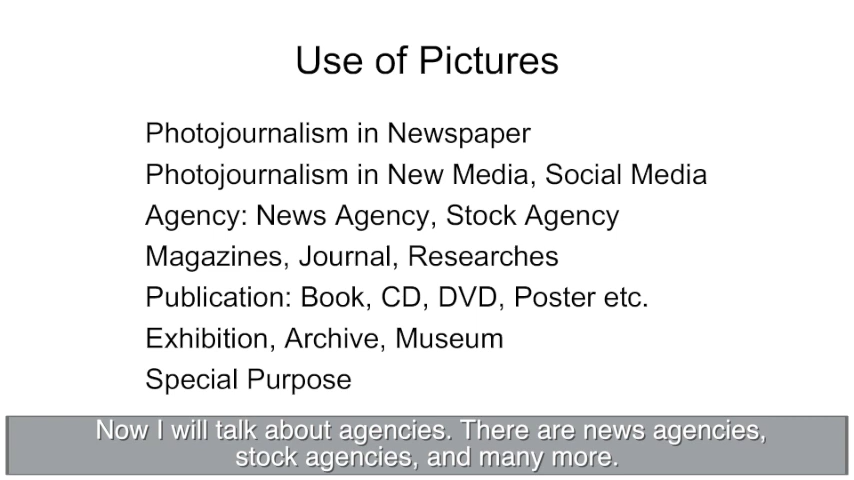 Use of Pictures
Photojournalism in Newspaper
Photojournalism in New Media, Social Media
Agency: News Agency, Stock Agency
Magazines, Journal, Researches
Publication: Book, CD, DVD, Poster etc.
Exhibition, Archive, Museum
Special Purpose
Now I will talk about agencies. There are news agencies,
stock agencies, and many more.